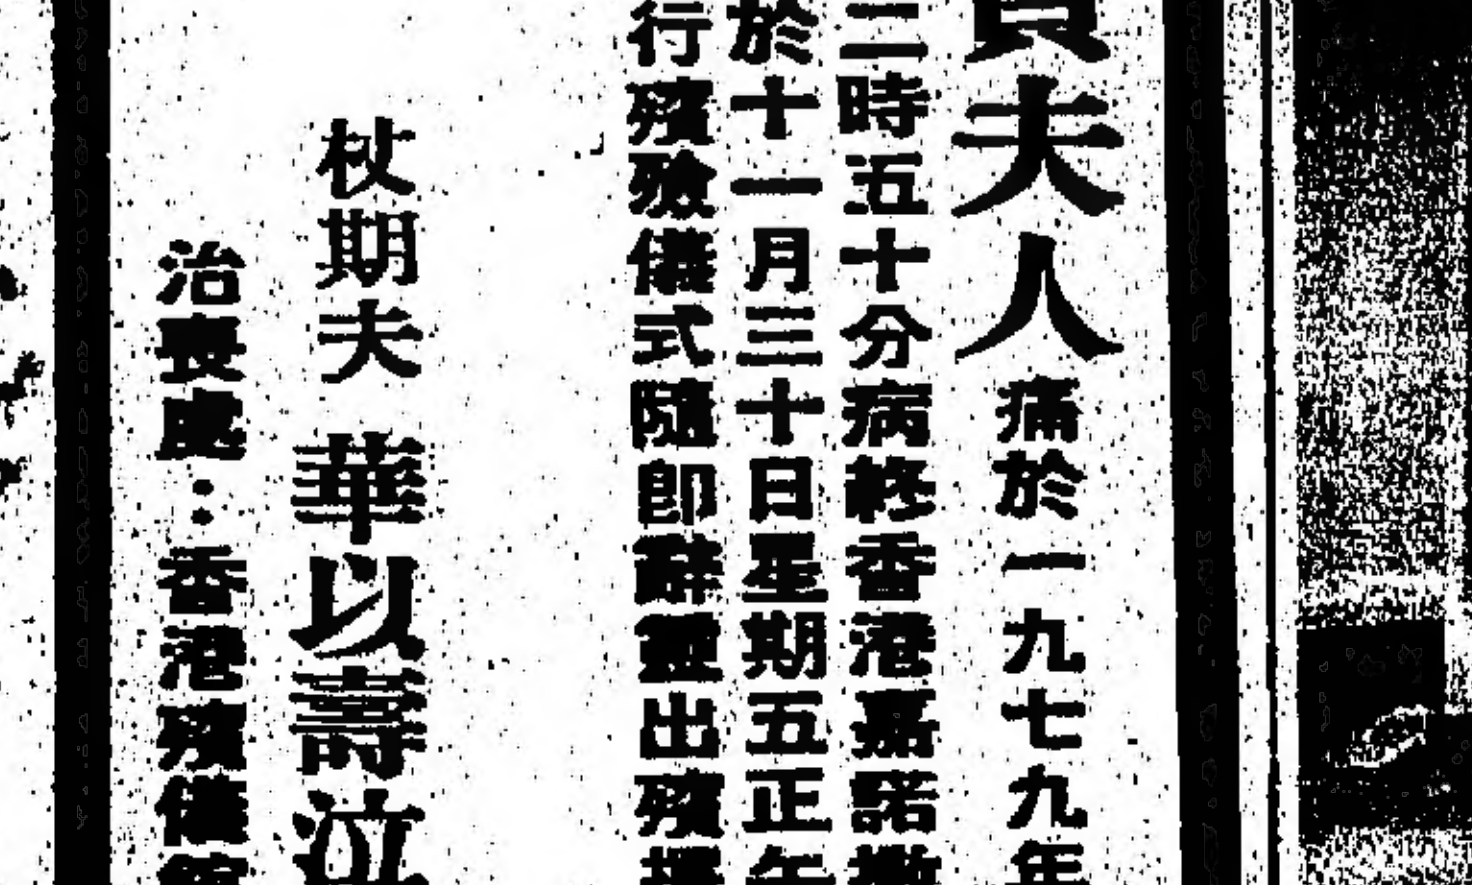 夫人痛於一九七九年
二時五十分病終香港嘉諾撒
於十一月三十日星期五正午
行殯殮儀式隨即辭靈出殯
杖期夫 華以壽泣
治喪處：香港殯儀館